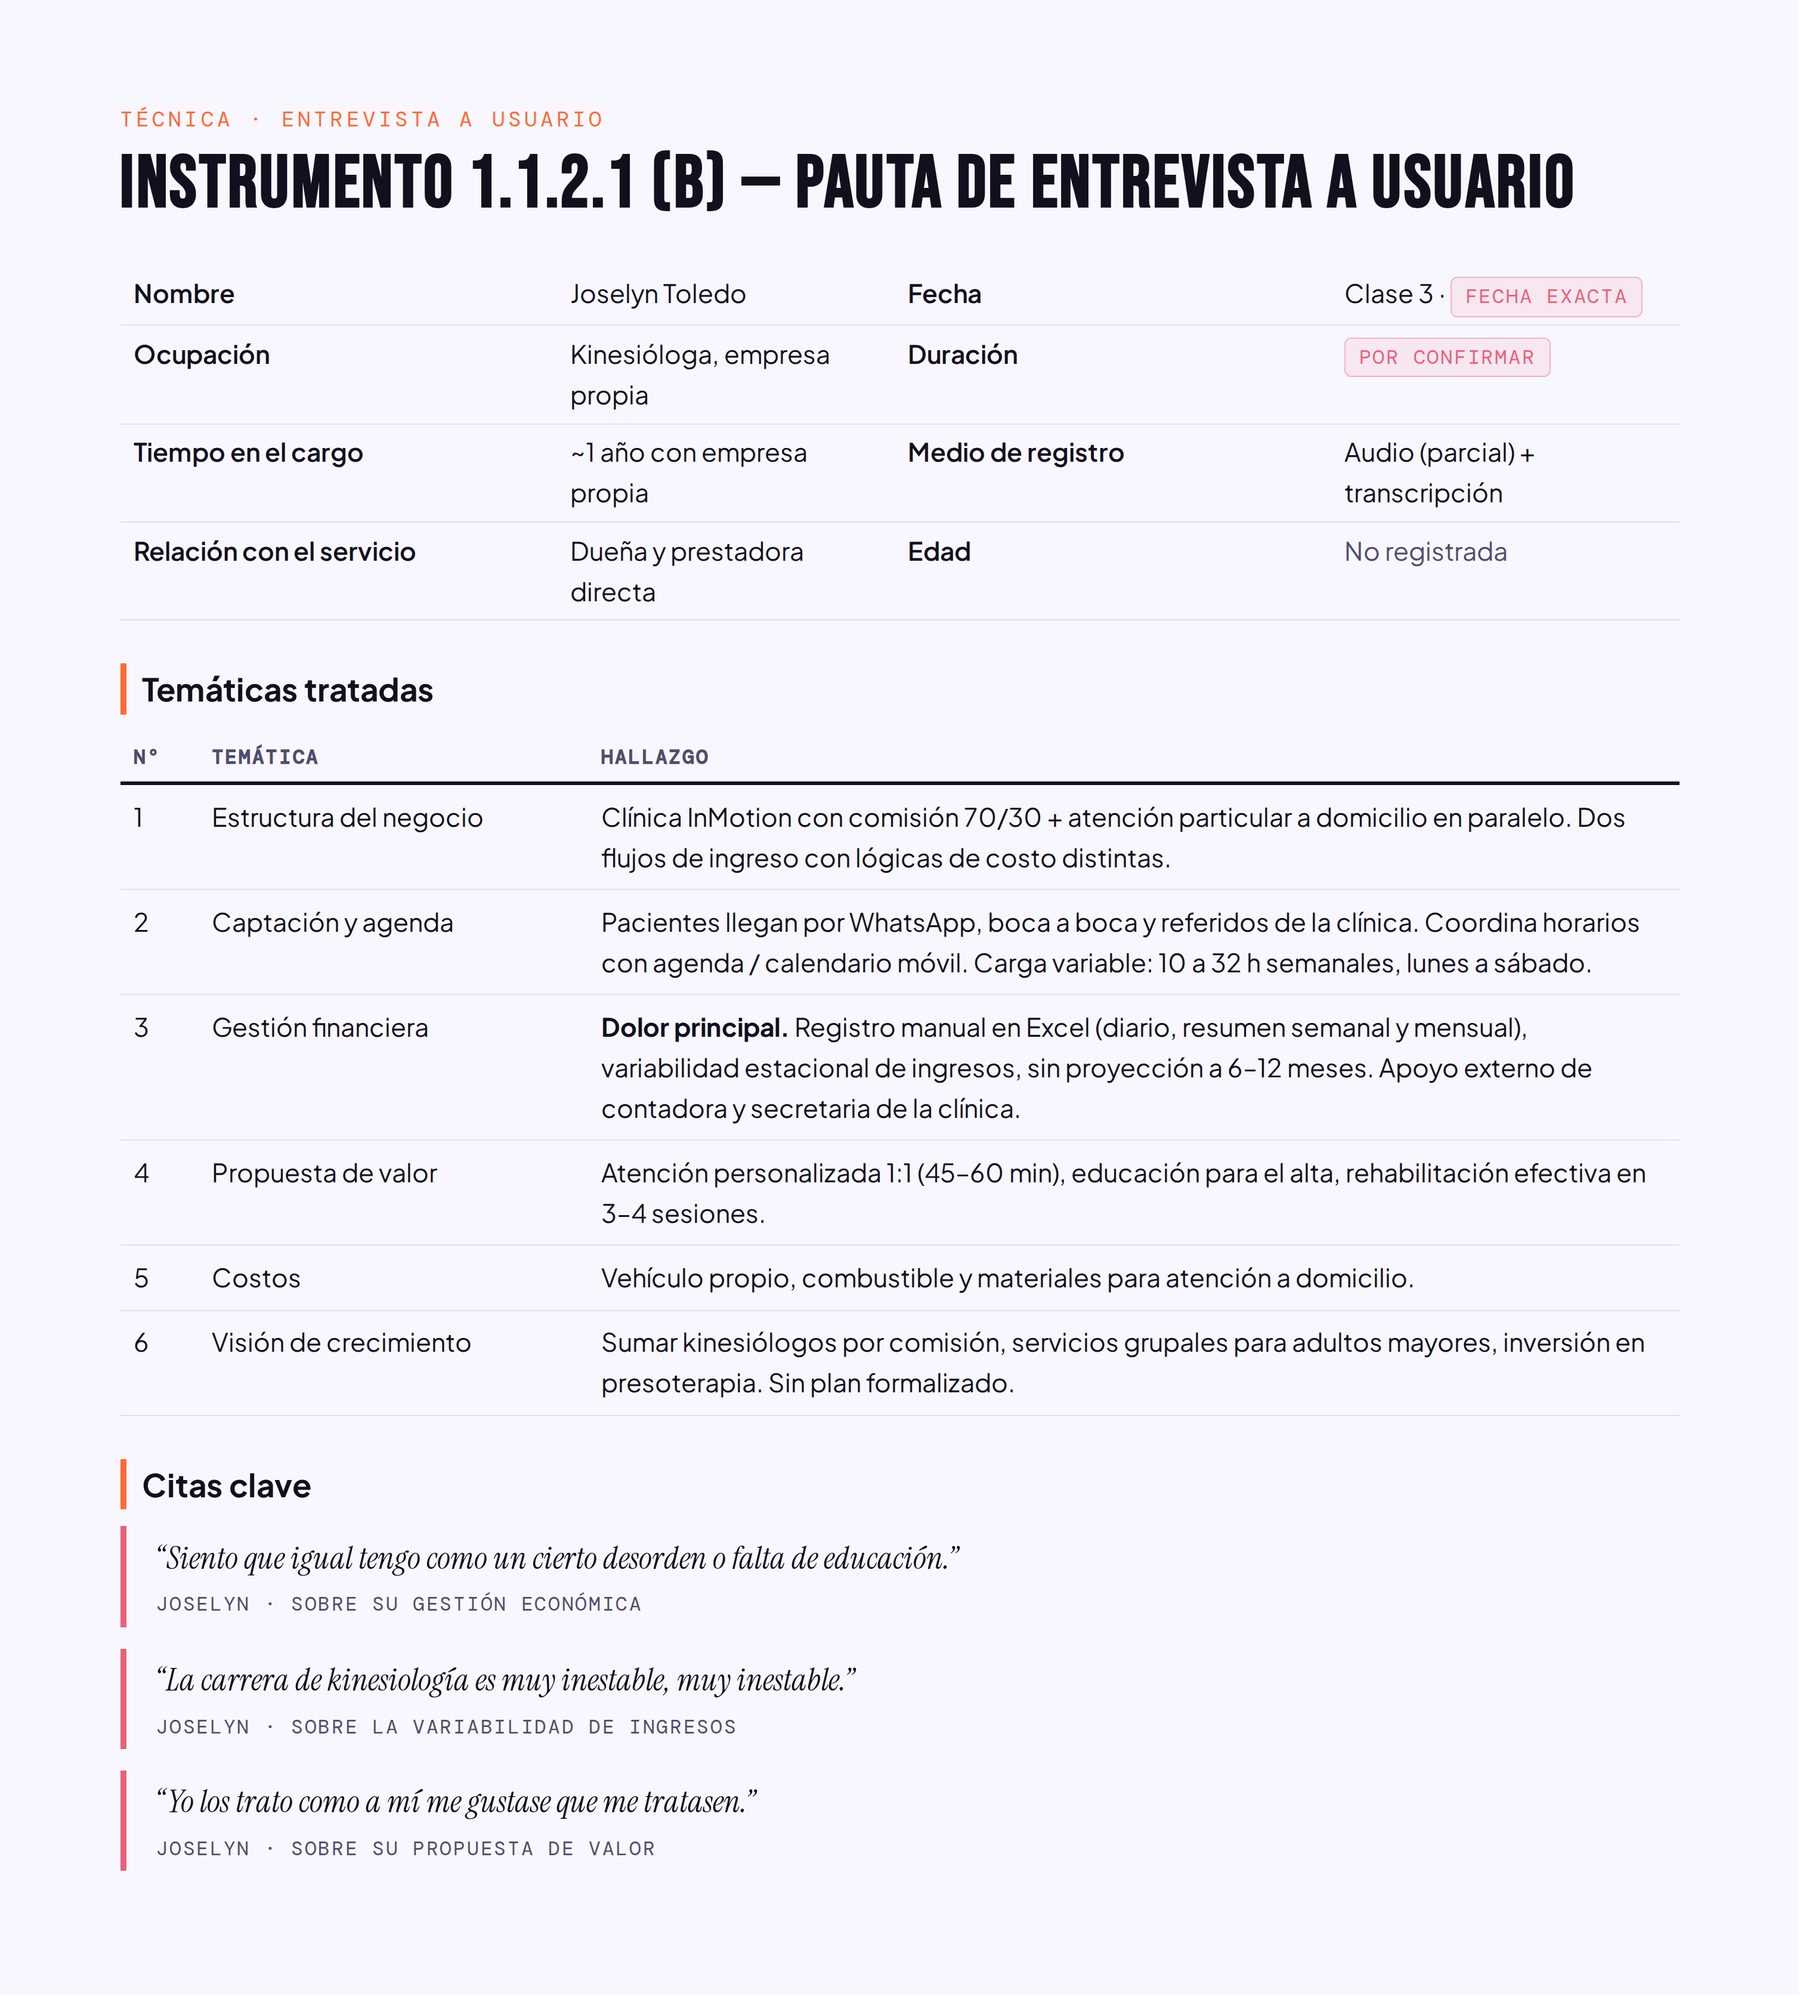 TÉCNICA · ENTREVISTA A USUARIO
INSTRUMENTO 1.1.2.1 (B) — PAUTA DE ENTREVISTA A USUARIO
Nombre Joselyn Toledo Fecha Clase 3 · FECHA EXACTA
Ocupación Kinesióloga, empresa Duración POR CONFIRMAR
propia
Tiempo en el cargo ~1 año con empresa Medio de registro Audio (parcial) +
propia transcripción
Relación con el servicio Dueña y prestadora Edad No registrada
directa
Temáticas tratadas
N° TEMÁTICA HALLAZGO
1 Estructura del negocio Clínica InMotion con comisión 70/30 + atención particular a domicilio en paralelo. Dos
flujos de ingreso con lógicas de costo distintas.
2 Captación y agenda Pacientes llegan por WhatsApp, boca a boca y referidos de la clínica. Coordina horarios
con agenda / calendario móvil. Carga variable: 10 a 32 h semanales, lunes a sábado.
3 Gestión financiera Dolor principal. Registro manual en Excel (diario, resumen semanal y mensual),
variabilidad estacional de ingresos, sin proyección a 6–12 meses. Apoyo externo de
contadora y secretaria de la clínica.
4 Propuesta de valor Atención personalizada 1:1 (45–60 min), educación para el alta, rehabilitación efectiva en
3–4 sesiones.
5 Costos Vehículo propio, combustible y materiales para atención a domicilio.
6 Visión de crecimiento Sumar kinesiólogos por comisión, servicios grupales para adultos mayores, inversión en
presoterapia. Sin plan formalizado.
Citas clave
“Siento que igual tengo como un cierto desorden o falta de educación.”
JOSELYN · SOBRE SU GESTIÓN ECONÓMICA
“La carrera de kinesiología es muy inestable, muy inestable.”
JOSELYN · SOBRE LA VARIABILIDAD DE INGRESOS
“Yo los trato como a mí me gustase que me tratasen.”
JOSELYN · SOBRE SU PROPUESTA DE VALOR